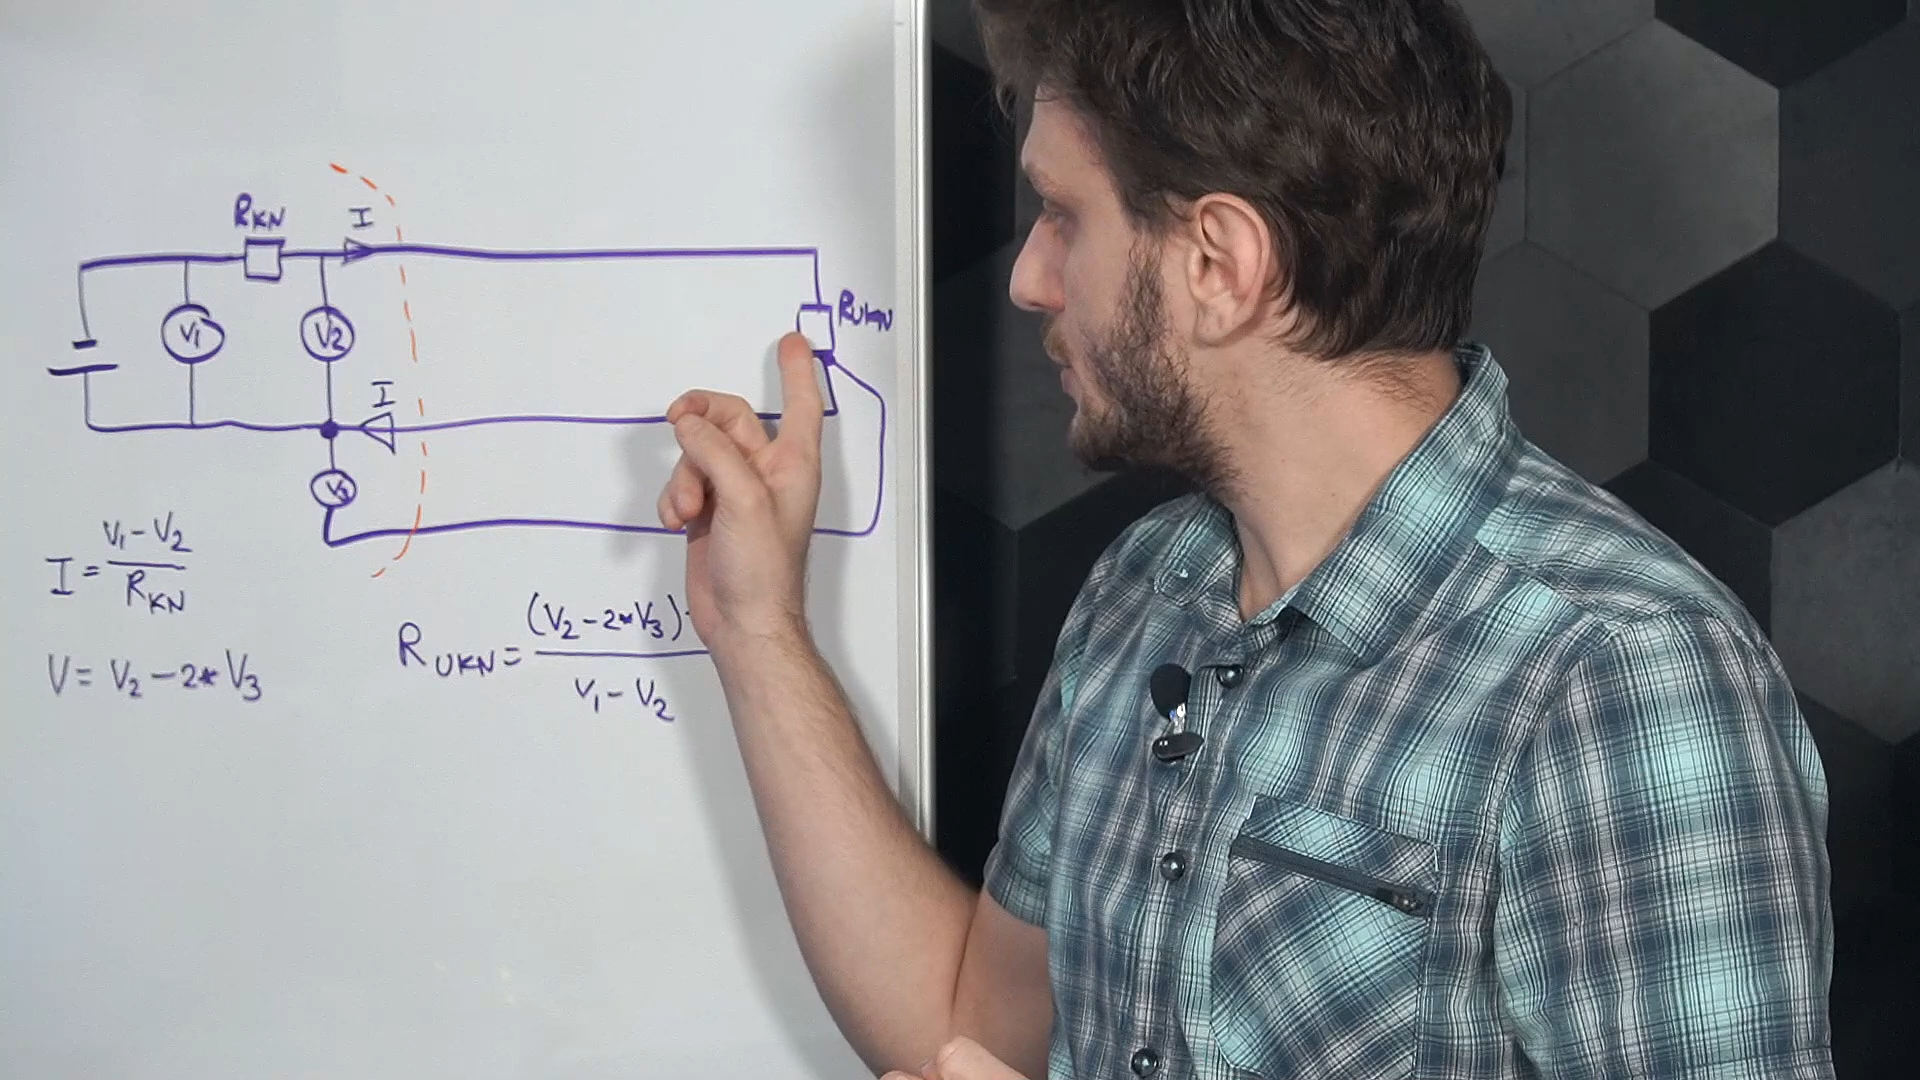 RKN
I
RUKN
V1
V2
I
V3
I = V1 - V2
RKN
V = V2 - 2*V3
RUKN = (V2 - 2*V3)
V1 - V2